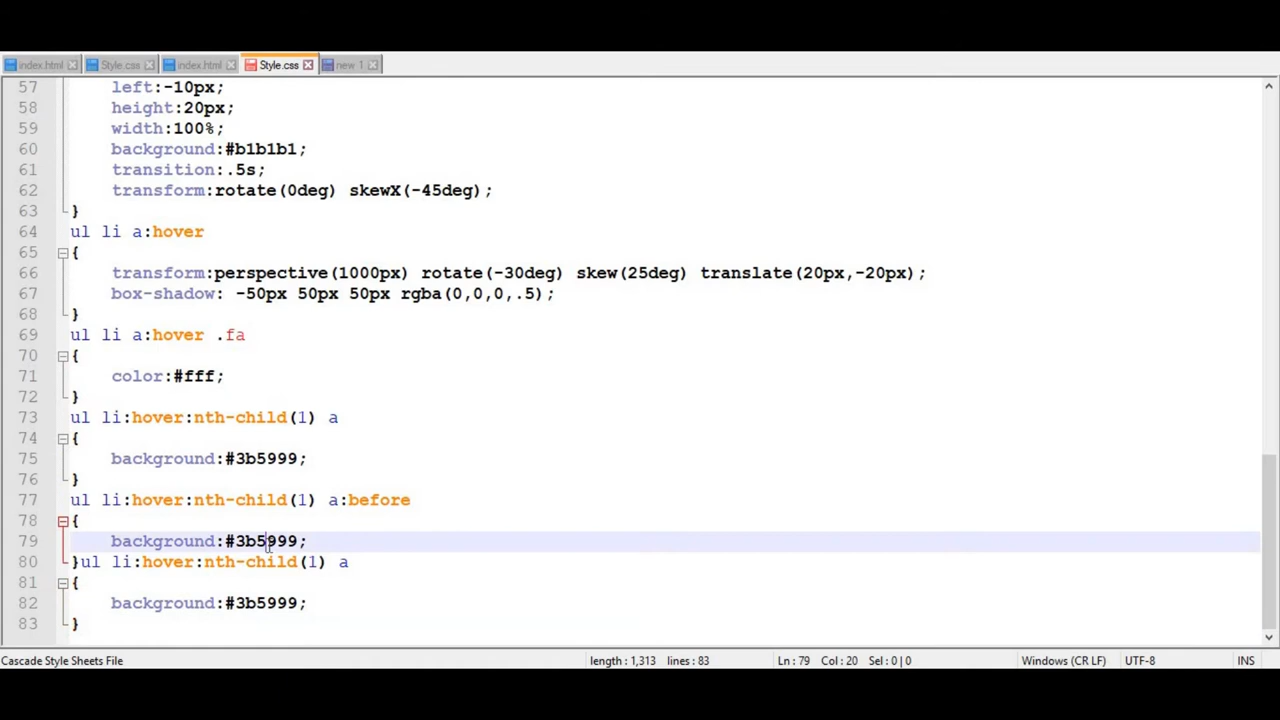 index.html Style.css index.html Style.css new 1
57 left:-10px;
58 height:20px;
59 width:100%;
60 background:#b1b1b1;
61 transition:.5s;
62 transform:rotate(0deg) skewX(-45deg);
63 }
64 ul li a:hover
65 {
66 transform:perspective(1000px) rotate(-30deg) skew(25deg) translate(20px,-20px);
67 box-shadow: -50px 50px 50px rgba(0,0,0,.5);
68 }
69 ul li a:hover .fa
70 {
71 color:#fff;
72 }
73 ul li:hover:nth-child(1) a
74 {
75 background:#3b5999;
76 }
77 ul li:hover:nth-child(1) a:before
78 {
79 background:#3b5999;
80 }ul li:hover:nth-child(1) a
81 {
82 background:#3b5999;
83 }
Cascade Style Sheets File length : 1,313 lines : 83 Ln : 79 Col : 20 Sel : 0 | 0 Windows (CR LF) UTF-8 INS